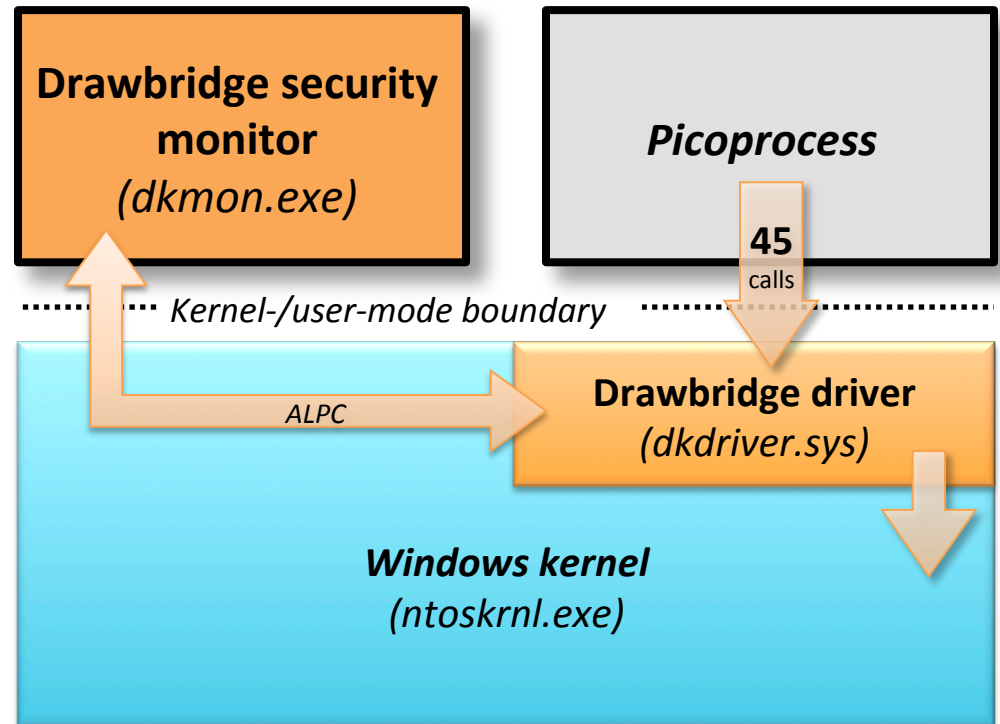 Drawbridge security
monitor
(dkmon.exe)
Picoprocess
45
calls
Kernel-/user-mode boundary
ALPC
Drawbridge driver
(dkdriver.sys)
Windows kernel
(ntoskrnl.exe)